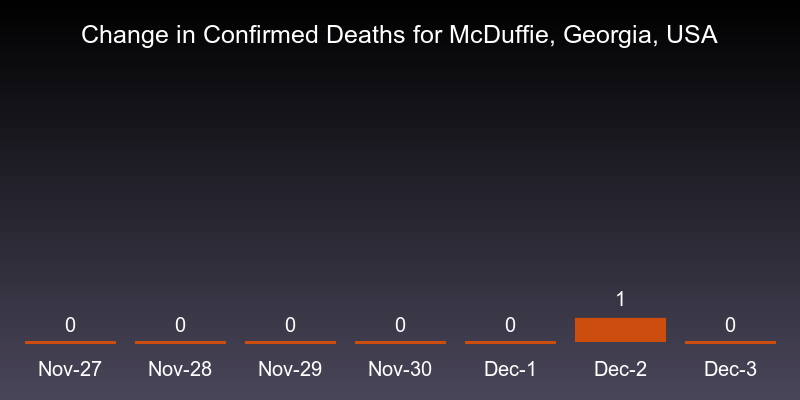 Change in Confirmed Deaths for McDuffie, Georgia, USA
0 0 0 0 0 1 0
Nov-27 Nov-28 Nov-29 Nov-30 Dec-1 Dec-2 Dec-3